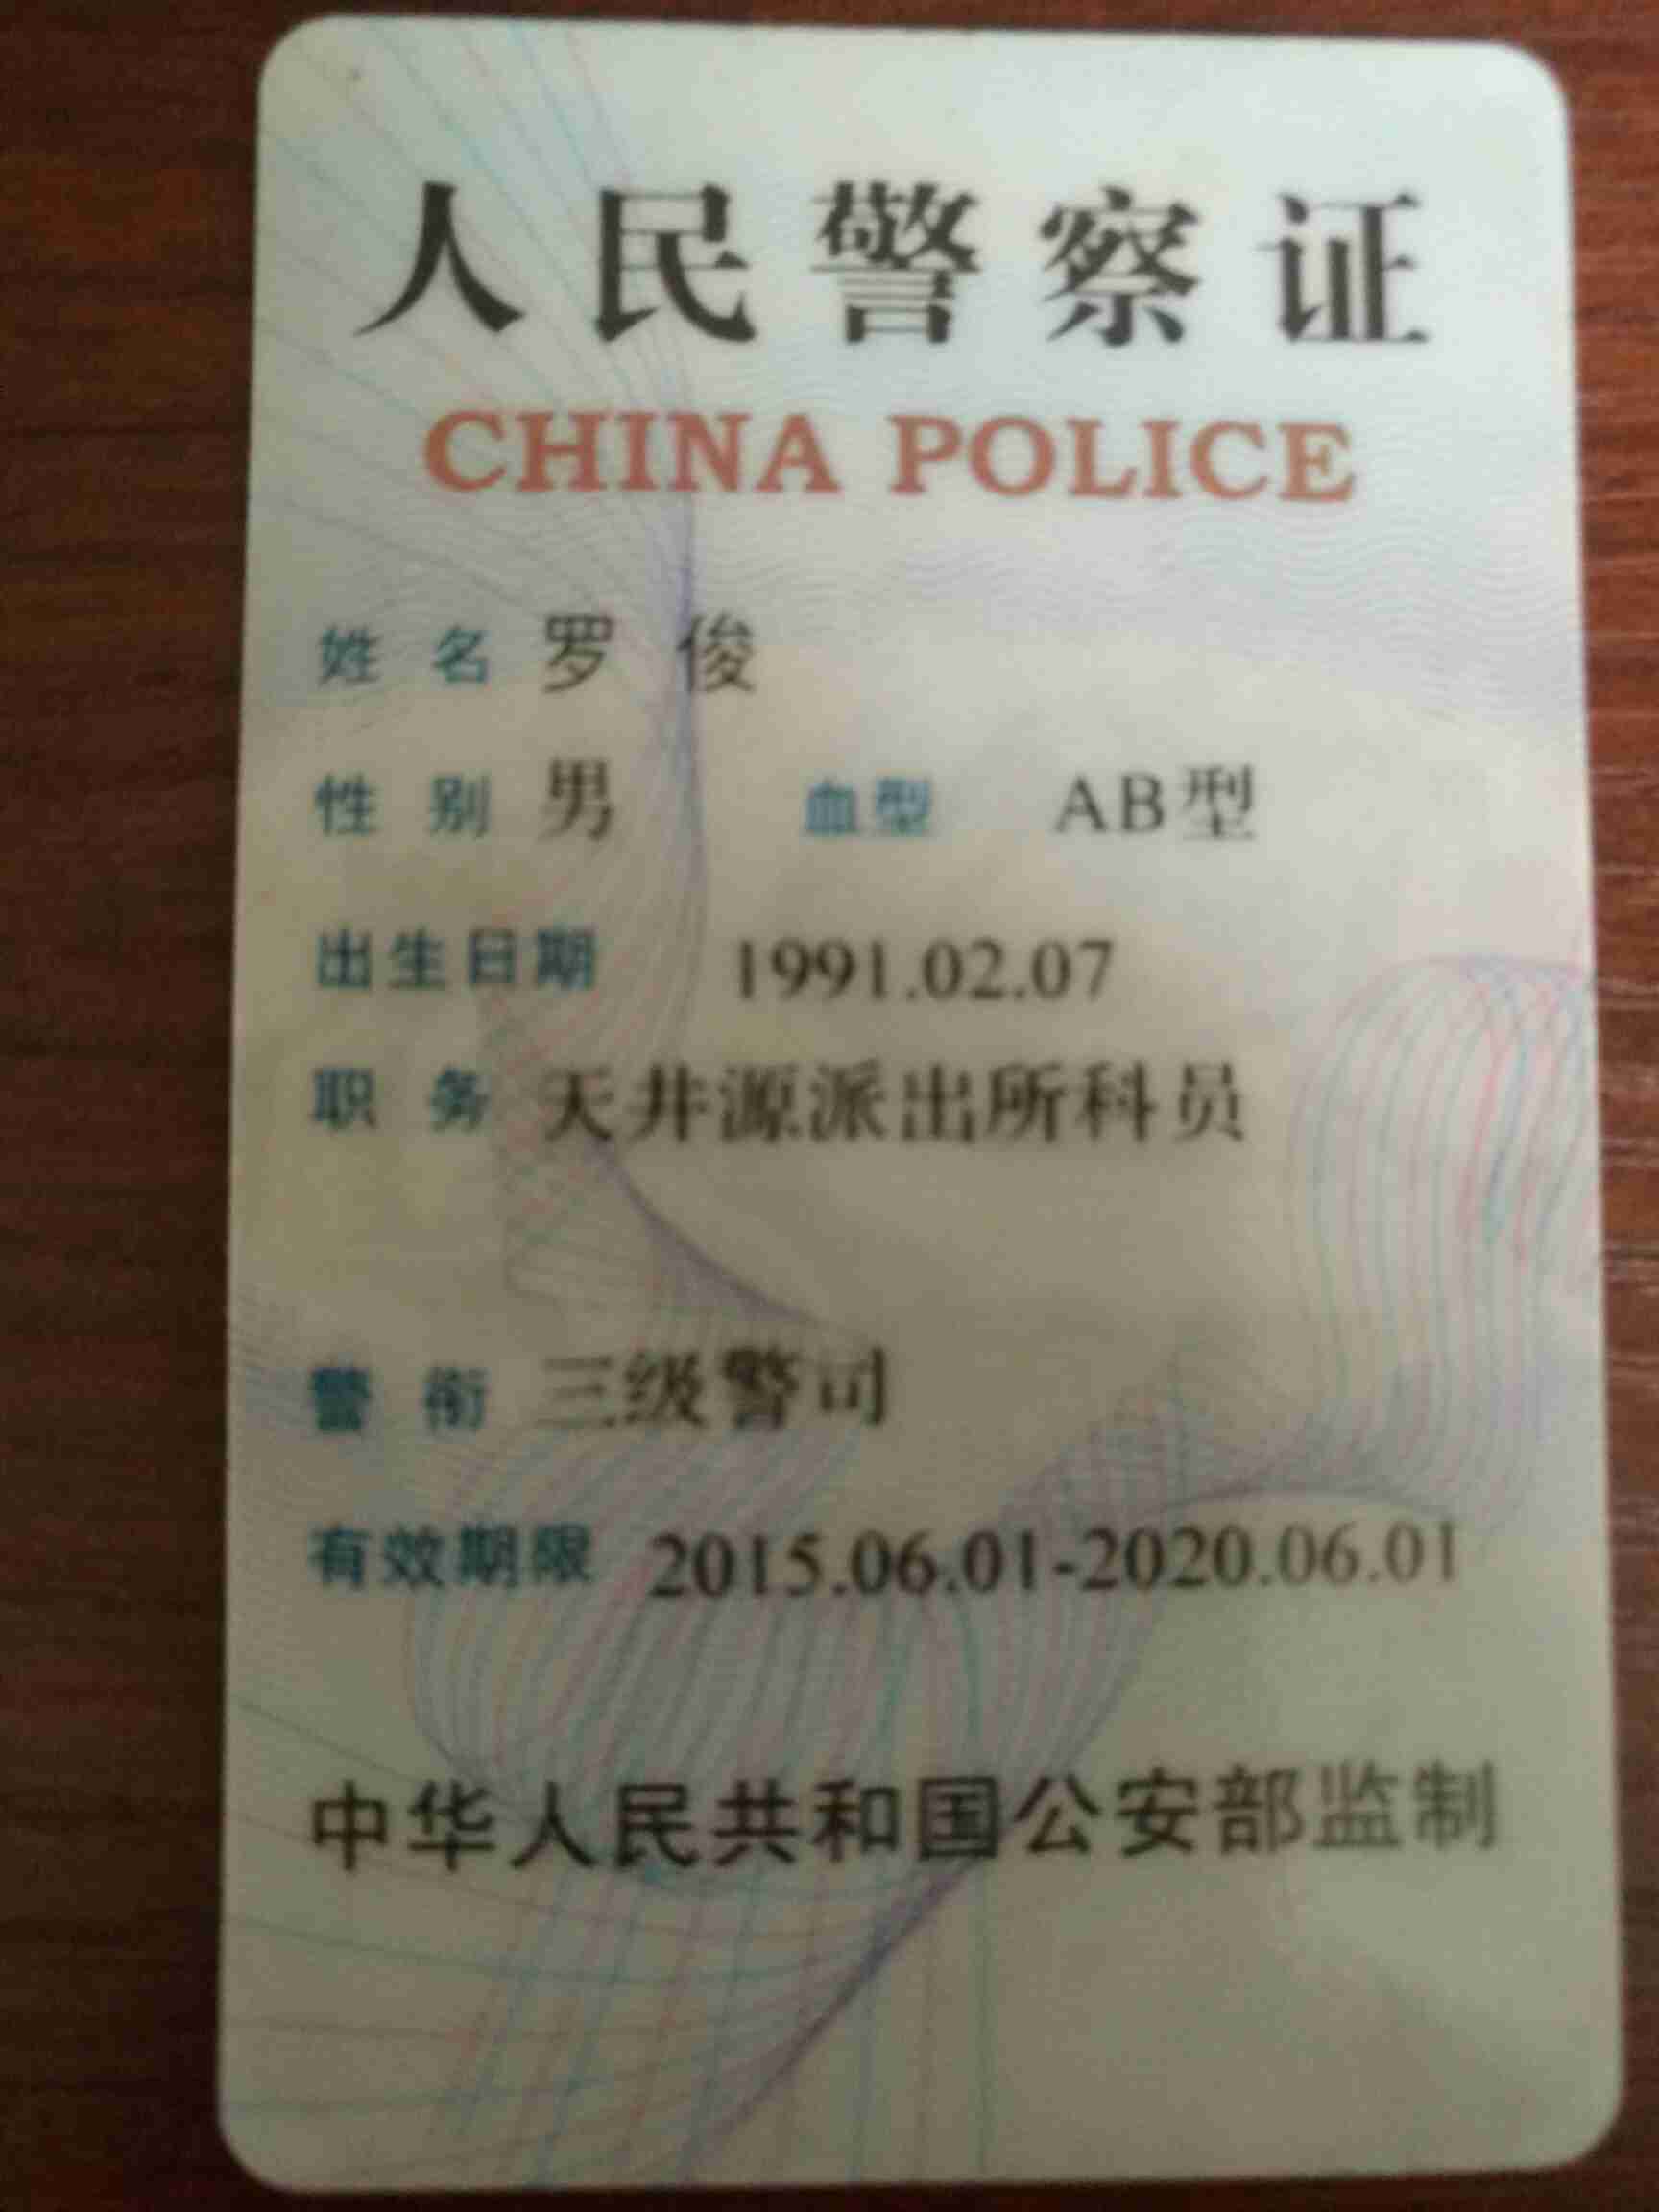 人民警察证
CHINA POLICE
姓名 罗俊
性别 男 血型 AB型
出生日期 1991.02.07
职务 天井源派出所科员
警衔 三级警司
有效期限 2015.06.01-2020.06.01
中华人民共和国公安部监制